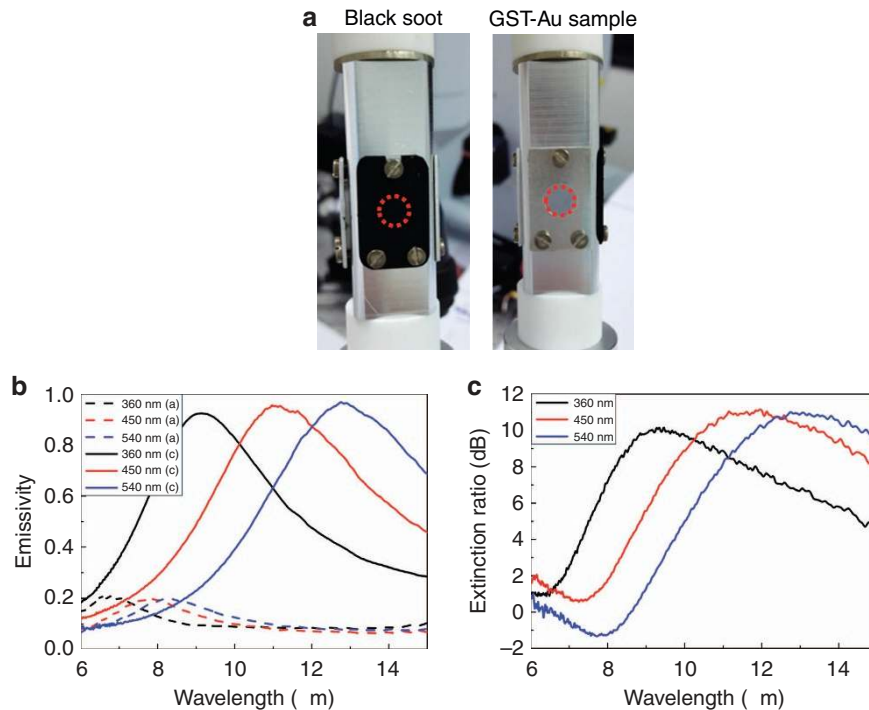 a
Black soot
GST-Au sample
b
1.0
0.8
0.6
0.4
0.2
0.0
Emissivity
360 nm (a)
450 nm (a)
540 nm (a)
360 nm (c)
450 nm (c)
540 nm (c)
6 8 10 12 14
Wavelength ( m)
c
12
10
8
6
4
2
0
−2
Extinction ratio (dB)
360 nm
450 nm
540 nm
6 8 10 12 14
Wavelength ( m)